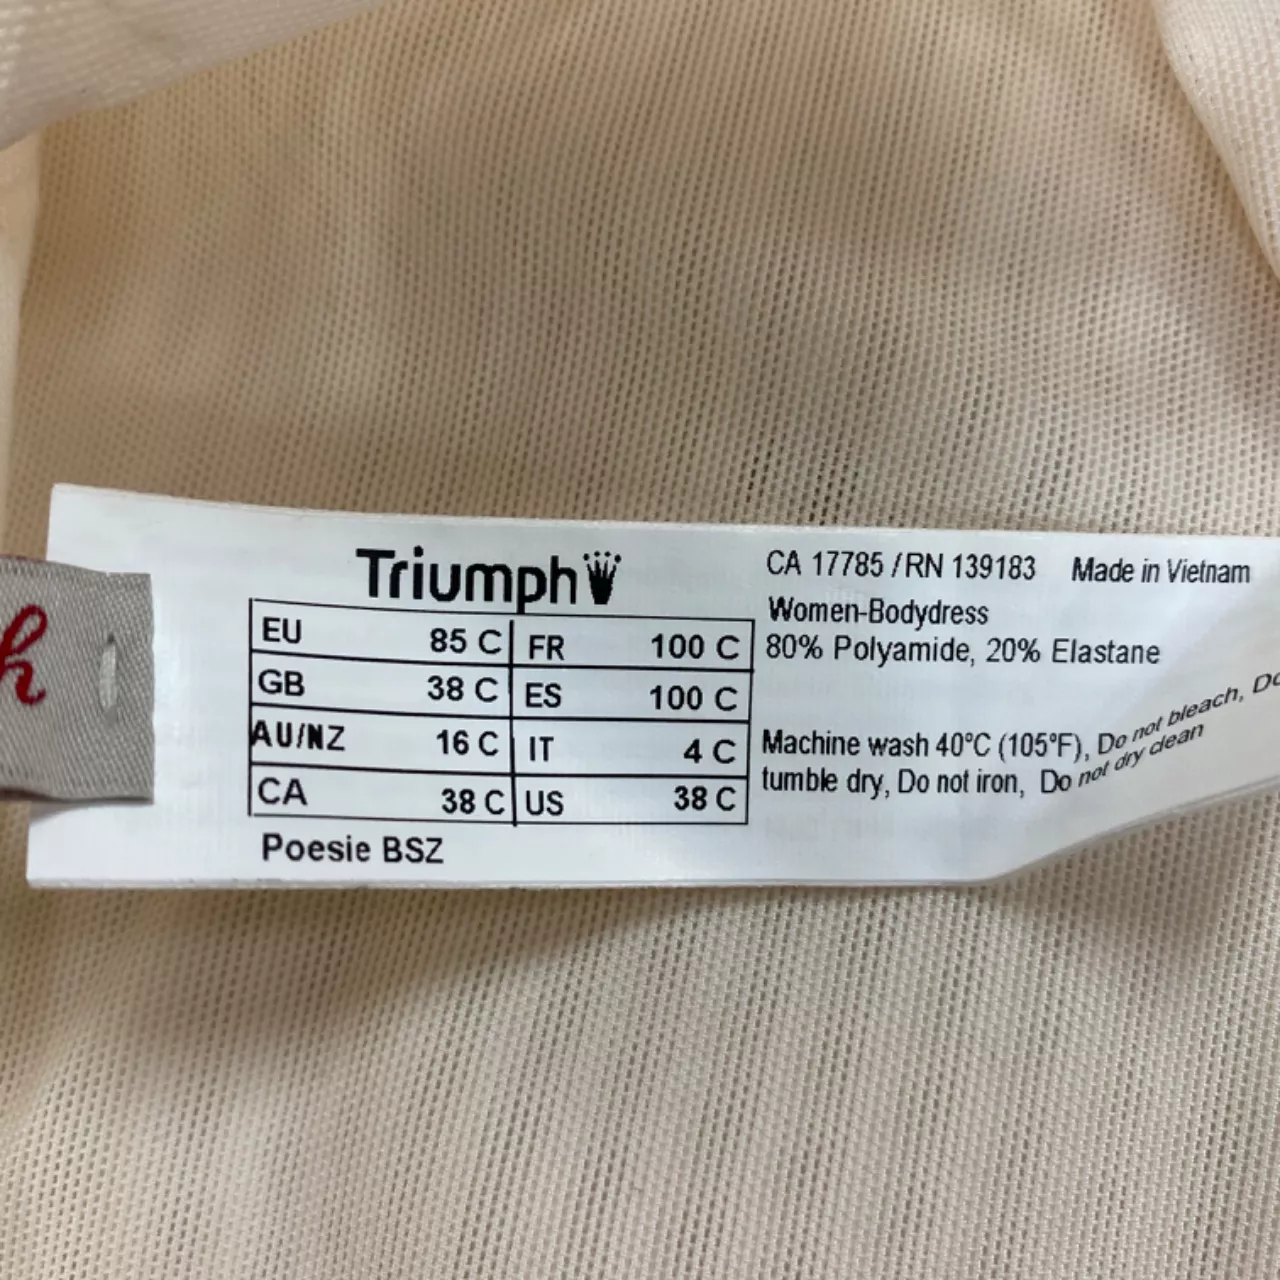 h
Triumph
EU 85 C FR 100 C
GB 38 C ES 100 C
AU/NZ 16 C IT 4 C
CA 38 C US 38 C
Poesie BSZ
CA 17785 / RN 139183 Made in Vietnam
Women-Bodydress
80% Polyamide, 20% Elastane
Machine wash 40°C (105°F), Do not bleach, Do
tumble dry, Do not iron, Do not dry clean